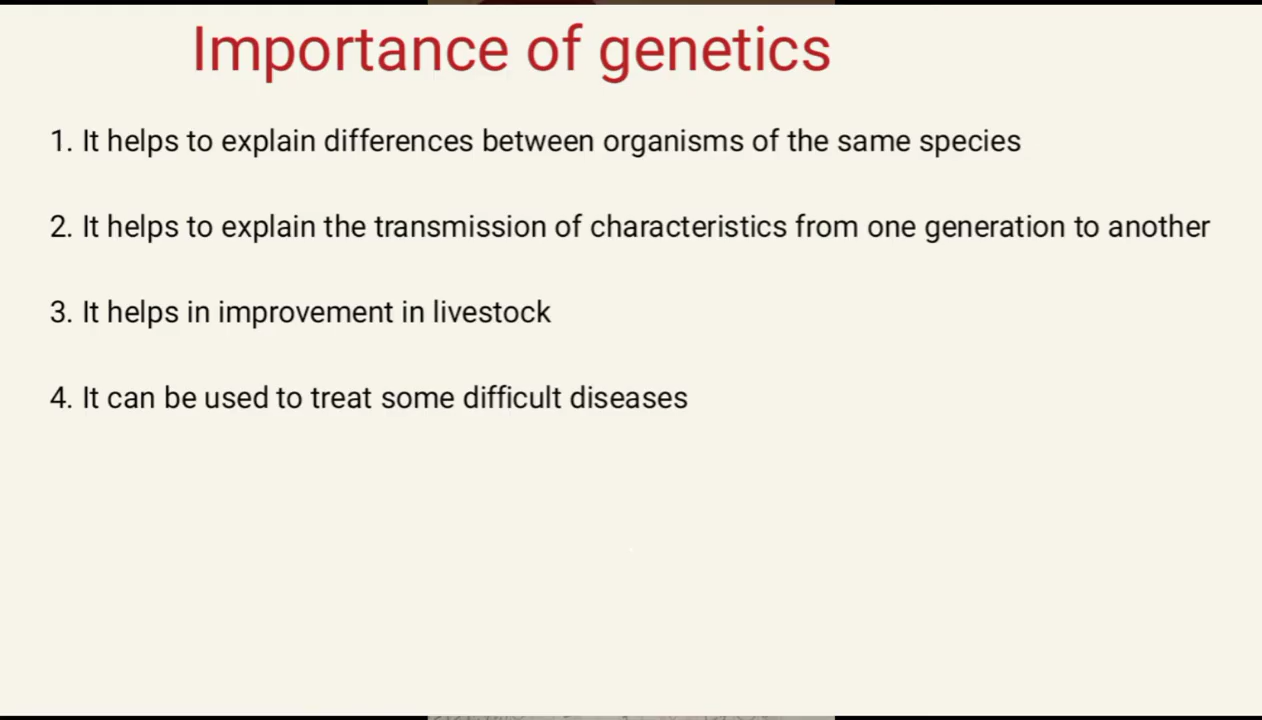 Importance of genetics
1. It helps to explain differences between organisms of the same species
2. It helps to explain the transmission of characteristics from one generation to another
3. It helps in improvement in livestock
4. It can be used to treat some difficult diseases